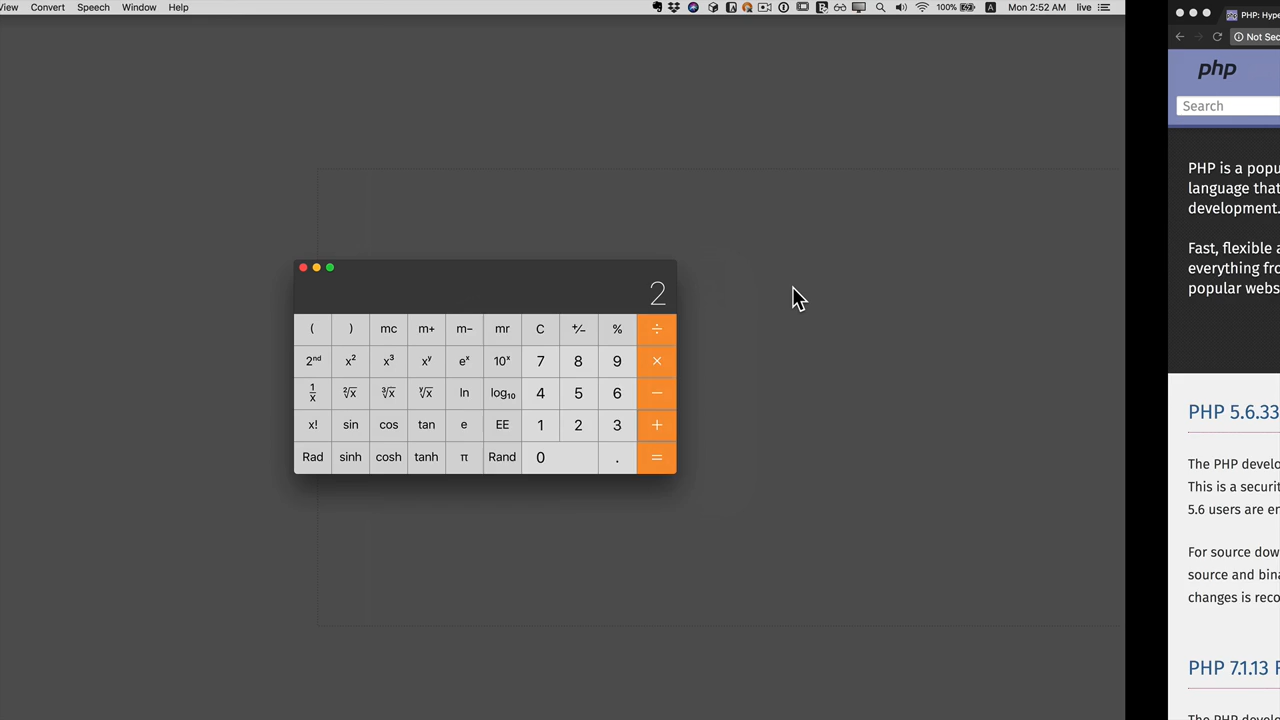 View Convert Speech Window Help 100% Mon 2:52 AM live
2
( ) mc m+ m− mr C +⁄− % ÷
2nd x² x³ xʸ eˣ 10ˣ 7 8 9 ×
1/x ²√x ³√x ʸ√x ln log₁₀ 4 5 6 −
x! sin cos tan e EE 1 2 3 +
Rad sinh cosh tanh π Rand 0 . =
PHP: Hype
Not Sec
php
Search
PHP is a popu
language that
development.
Fast, flexible a
everything fro
popular webs
PHP 5.6.33
The PHP develo
This is a securit
5.6 users are en
For source dow
source and bina
changes is reco
PHP 7.1.13 R
The PHP develo